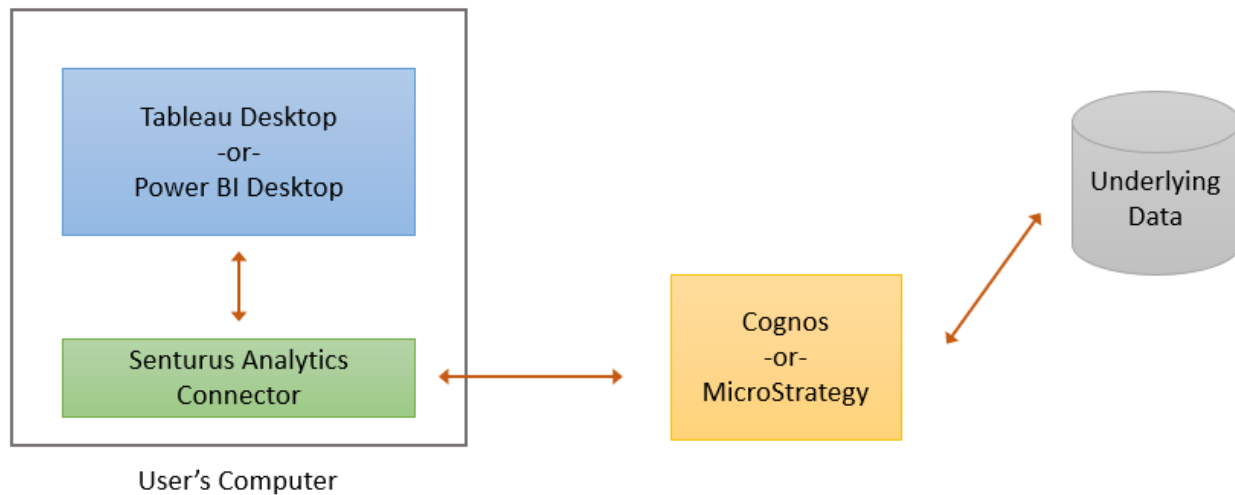 Tableau Desktop
-or-
Power BI Desktop
Senturus Analytics
Connector
User’s Computer
Cognos
-or-
MicroStrategy
Underlying
Data